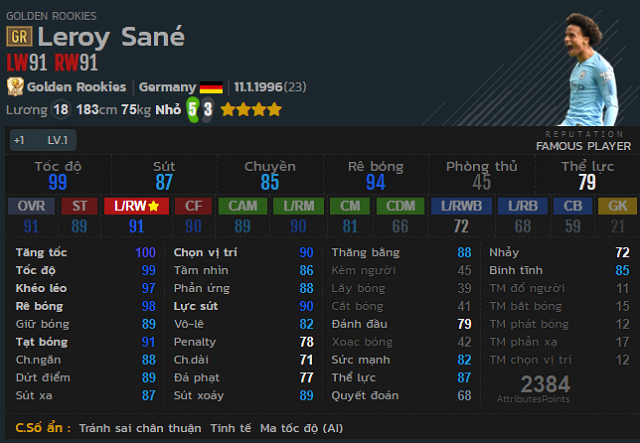 GOLDEN ROOKIES
GR Leroy Sané
LW91 RW91
Golden Rookies Germany 11.1.1996(23)
Lương 18 183cm 75kg Nhỏ 5 3
+1 LV.1
REPUTATION
FAMOUS PLAYER
Tốc độ Sút Chuyền Rê bóng Phòng thủ Thể lực
99 87 85 94 45 79
OVR ST L/RW CF CAM L/RM CM CDM L/RWB L/RB CB GK
91 89 91 90 89 90 81 66 72 68 59 21
Tăng tốc 100 Chọn vị trí 90 Thăng bằng 88 Nhảy 72
Tốc độ 99 Tầm nhìn 86 Kèm người 45 Bình tĩnh 85
Khéo léo 97 Phản ứng 88 Lấy bóng 39 TM đổ người 11
Rê bóng 98 Lực sút 90 Cắt bóng 41 TM bắt bóng 15
Giữ bóng 89 Vô-lê 82 Đánh đầu 79 TM phát bóng 12
Tạt bóng 91 Penalty 78 Xoạc bóng 42 TM phản xạ 17
Ch.ngắn 88 Ch.dài 71 Sức mạnh 82 TM chọn vị trí 12
Dứt điểm 89 Đá phạt 77 Thể lực 87
Sút xa 87 Sút xoáy 89 Quyết đoán 68
2384
AttributesPoints
C.Số ẩn : Tránh sai chân thuận Tinh tế Ma tốc độ (AI)